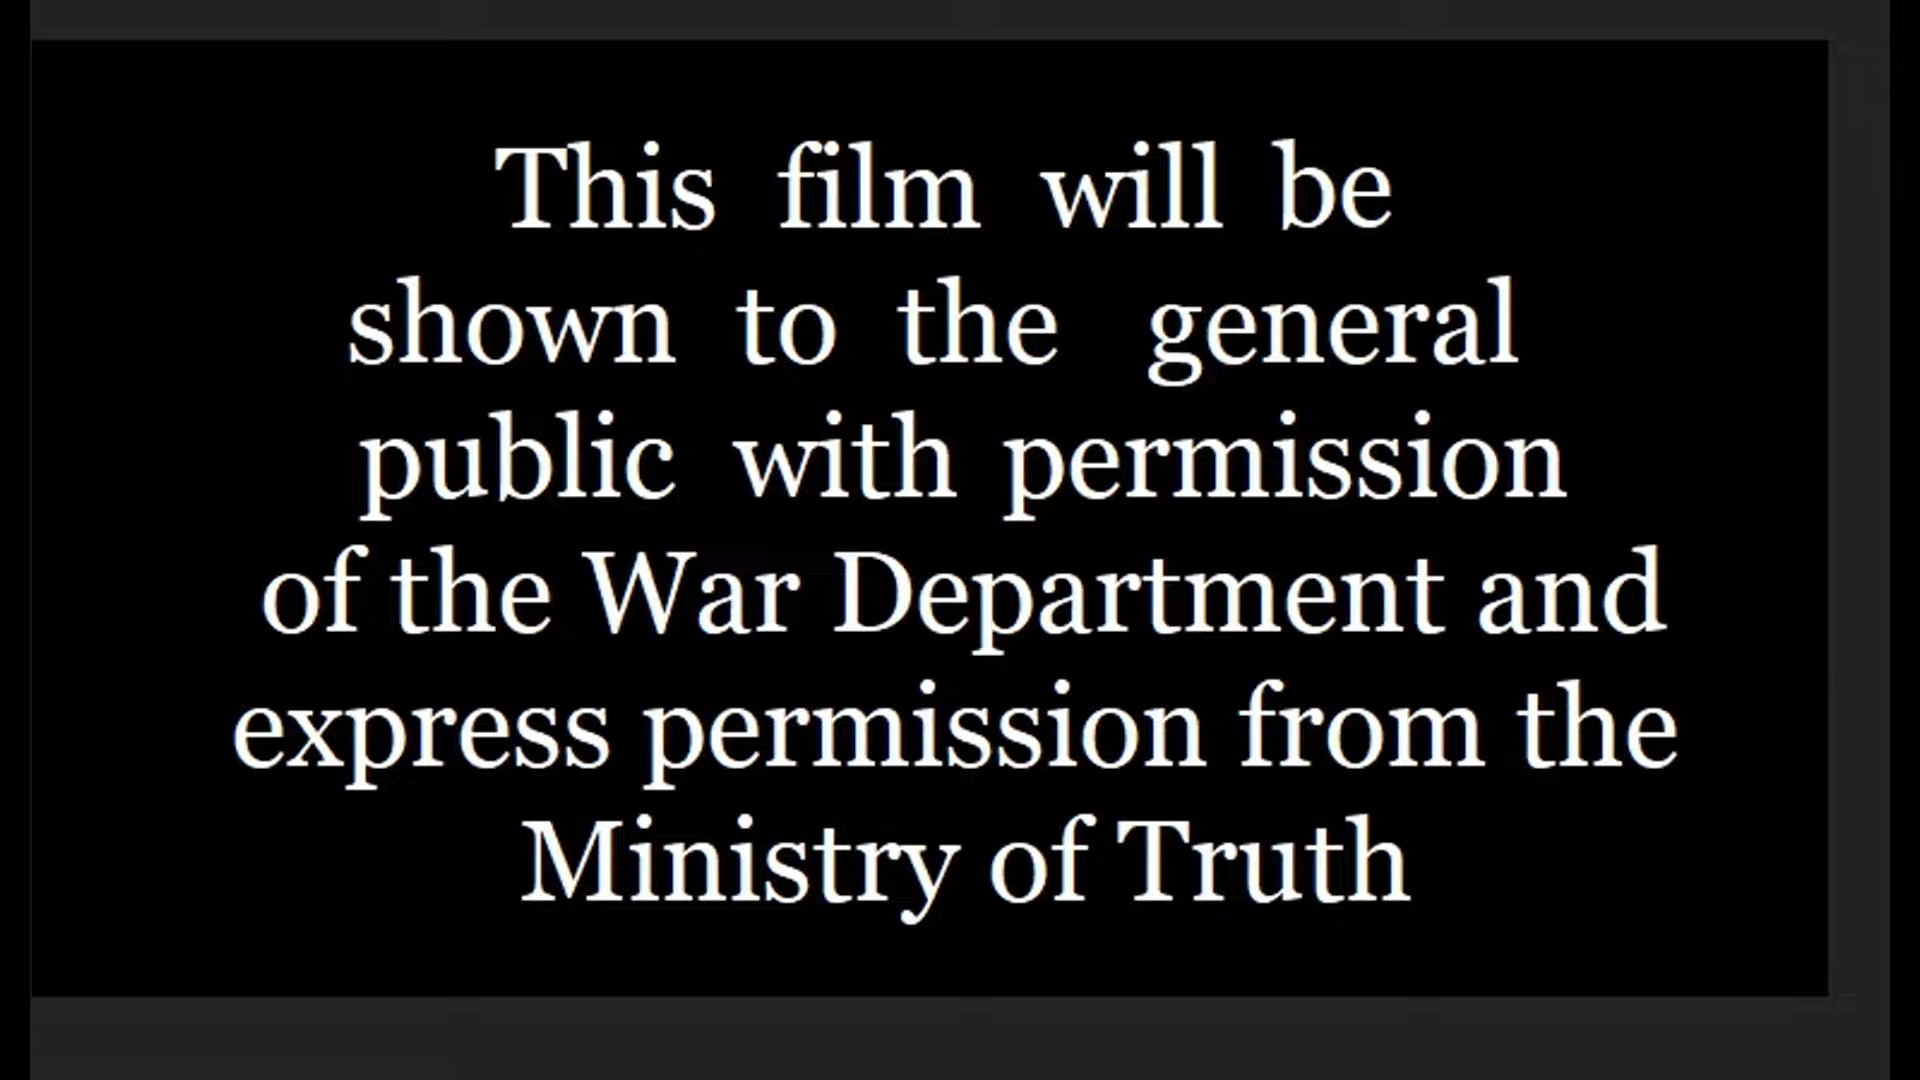 This film will be
shown to the general
public with permission
of the War Department and
express permission from the
Ministry of Truth